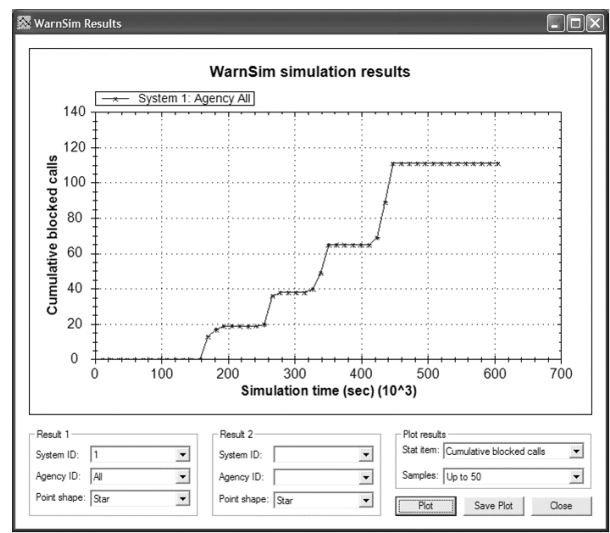 WarnSim Results
WarnSim simulation results
System 1: Agency All
Cumulative blocked calls
140
120
100
80
60
40
20
0
0 100 200 300 400 500 600 700
Simulation time (sec) (10^3)
Result 1
System ID: 1
Agency ID: All
Point shape: Star
Result 2
System ID:
Agency ID:
Point shape: Star
Plot results
Stat item: Cumulative blocked calls
Samples: Up to 50
Plot Save Plot Close